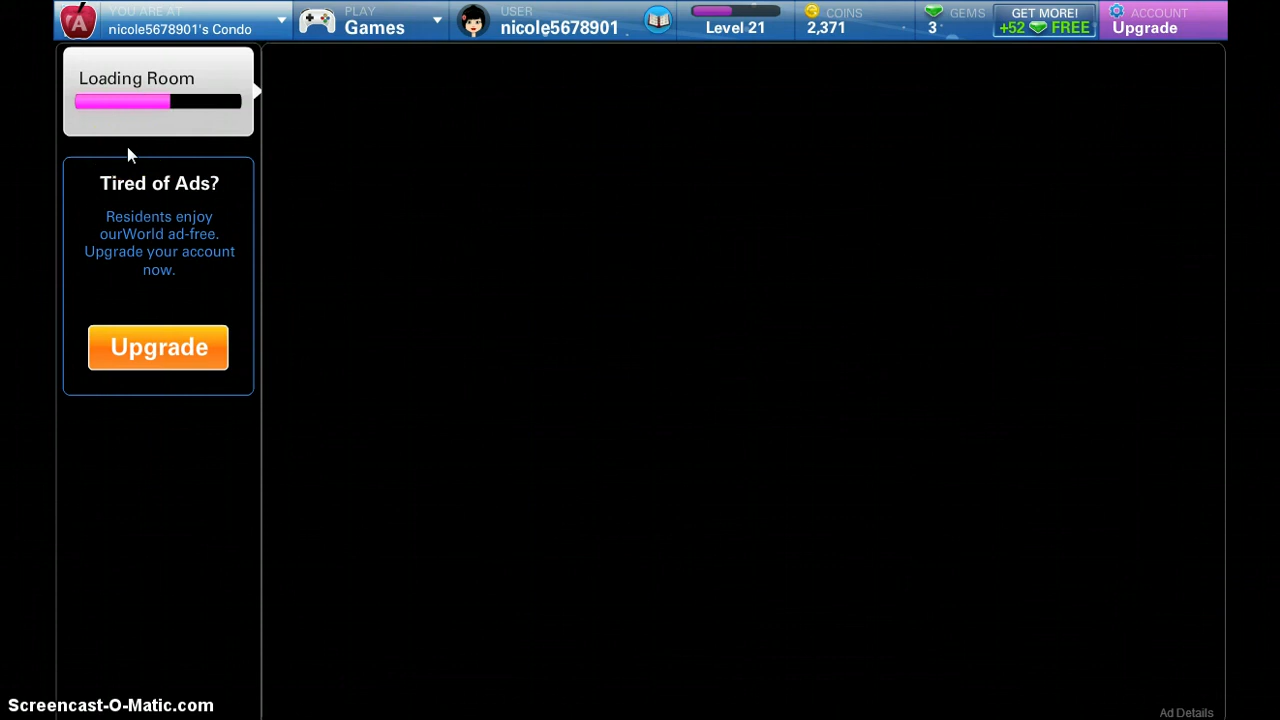 YOU ARE AT
nicole5678901's Condo
PLAY
Games
USER
nicole5678901
Level 21
COINS
2,371
GEMS
3
GET MORE!
+52 FREE
ACCOUNT
Upgrade
A
Loading Room
Tired of Ads?
Residents enjoy
ourWorld ad-free.
Upgrade your account
now.
Upgrade
Screencast-O-Matic.com
Ad Details